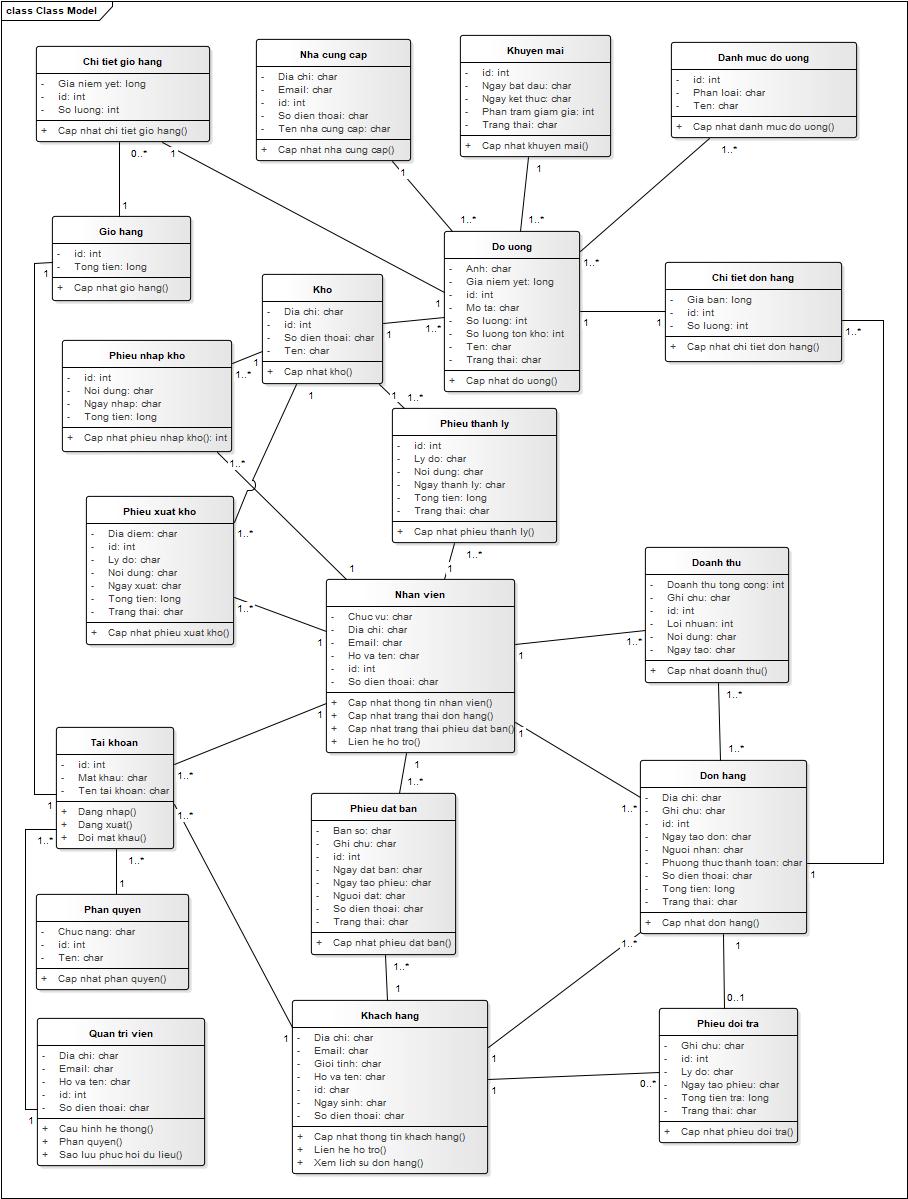 class Class Model
Chi tiet gio hang
- Gia niem yet: long
- id: int
- So luong: int
+ Cap nhat chi tiet gio hang()
Nha cung cap
- Dia chi: char
- Email: char
- id: int
- So dien thoai: char
- Ten nha cung cap: char
+ Cap nhat nha cung cap()
Khuyen mai
- id: int
- Ngay bat dau: char
- Ngay ket thuc: char
- Phan tram giam gia: int
- Trang thai: char
+ Cap nhat khuyen mai()
Danh muc do uong
- id: int
- Phan loai: char
- Ten: char
+ Cap nhat danh muc do uong()
0..*
1
1
1
1..*
1
1..*
1..*
1..*
Gio hang
- id: int
- Tong tien: long
+ Cap nhat gio hang()
1
Do uong
- Anh: char
- Gia niem yet: long
- id: int
- Mo ta: char
- So luong: int
- So luong ton kho: int
- Ten: char
- Trang thai: char
+ Cap nhat do uong()
1
1..*
1
1
Chi tiet don hang
- Gia ban: long
- id: int
- So luong: int
+ Cap nhat chi tiet don hang()
1..*
Kho
- Dia chi: char
- id: int
- So dien thoai: char
- Ten: char
+ Cap nhat kho()
1
1
1..*
1
1
1..*
Phieu nhap kho
- id: int
- Noi dung: char
- Ngay nhap: char
- Tong tien: long
+ Cap nhat phieu nhap kho(): int
1..*
1
Phieu thanh ly
- id: int
- Ly do: char
- Noi dung: char
- Ngay thanh ly: char
- Tong tien: long
- Trang thai: char
+ Cap nhat phieu thanh ly()
1..*
1
Phieu xuat kho
- Dia diem: char
- id: int
- Ly do: char
- Noi dung: char
- Ngay xuat: char
- Tong tien: long
- Trang thai: char
+ Cap nhat phieu xuat kho()
1..*
1..*
1
Nhan vien
- Chuc vu: char
- Dia chi: char
- Email: char
- Ho va ten: char
- id: int
- So dien thoai: char
+ Cap nhat thong tin nhan vien()
+ Cap nhat trang thai don hang()
+ Cap nhat trang thai phieu dat ban()
+ Lien he ho tro()
1
1..*
1
1
1
1..*
Doanh thu
- Doanh thu tong cong: int
- Ghi chu: char
- id: int
- Loi nhuan: int
- Noi dung: char
- Ngay tao: char
+ Cap nhat doanh thu()
1..*
1..*
Tai khoan
- id: int
- Mat khau: char
- Ten tai khoan: char
+ Dang nhap()
+ Dang xuat()
+ Doi mat khau()
1..*
1
1..*
1..*
1..*
1
Phieu dat ban
- Ban so: char
- Ghi chu: char
- id: int
- Ngay dat ban: char
- Ngay tao phieu: char
- Nguoi dat: char
- So dien thoai: char
- Trang thai: char
+ Cap nhat phieu dat ban()
1..*
1
Don hang
- Dia chi: char
- Ghi chu: char
- id: int
- Ngay tao don: char
- Nguoi nhan: char
- Phuong thuc thanh toan: char
- So dien thoai: char
- Tong tien: long
- Trang thai: char
+ Cap nhat don hang()
1..*
1
1..*
1
0..1
Phan quyen
- Chuc nang: char
- id: int
- Ten: char
+ Cap nhat phan quyen()
Quan tri vien
- Dia chi: char
- Email: char
- Ho va ten: char
- id: int
- So dien thoai: char
+ Cau hinh he thong()
+ Phan quyen()
+ Sao luu phuc hoi du lieu()
1
Khach hang
- Dia chi: char
- Email: char
- Gioi tinh: char
- Ho va ten: char
- id: char
- Ngay sinh: char
- So dien thoai: char
+ Cap nhat thong tin khach hang()
+ Lien he ho tro()
+ Xem lich su don hang()
1
1
1
0..*
Phieu doi tra
- Ghi chu: char
- id: int
- Ly do: char
- Ngay tao phieu: char
- Tong tien tra: long
- Trang thai: char
+ Cap nhat phieu doi tra()